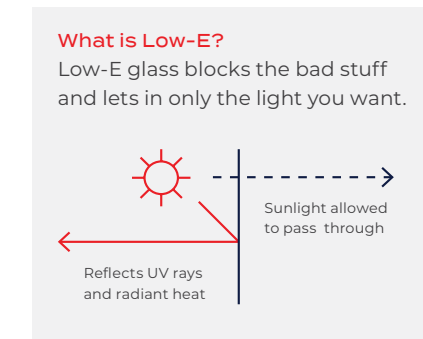 What is Low-E?
Low-E glass blocks the bad stuff
and lets in only the light you want.
Sunlight allowed
to pass through
Reflects UV rays
and radiant heat